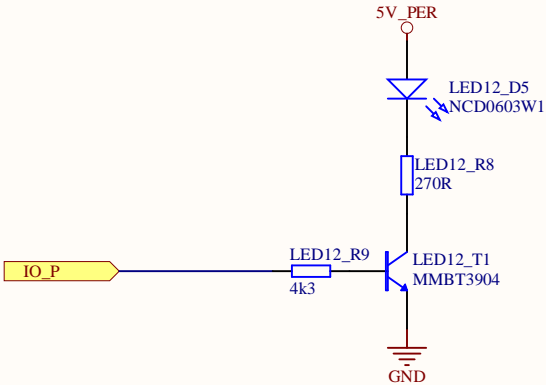 5V_PER
LED12_D5
NCD0603W1
LED12_R8
270R
LED12_R9
4k3
IO_P
LED12_T1
MMBT3904
GND